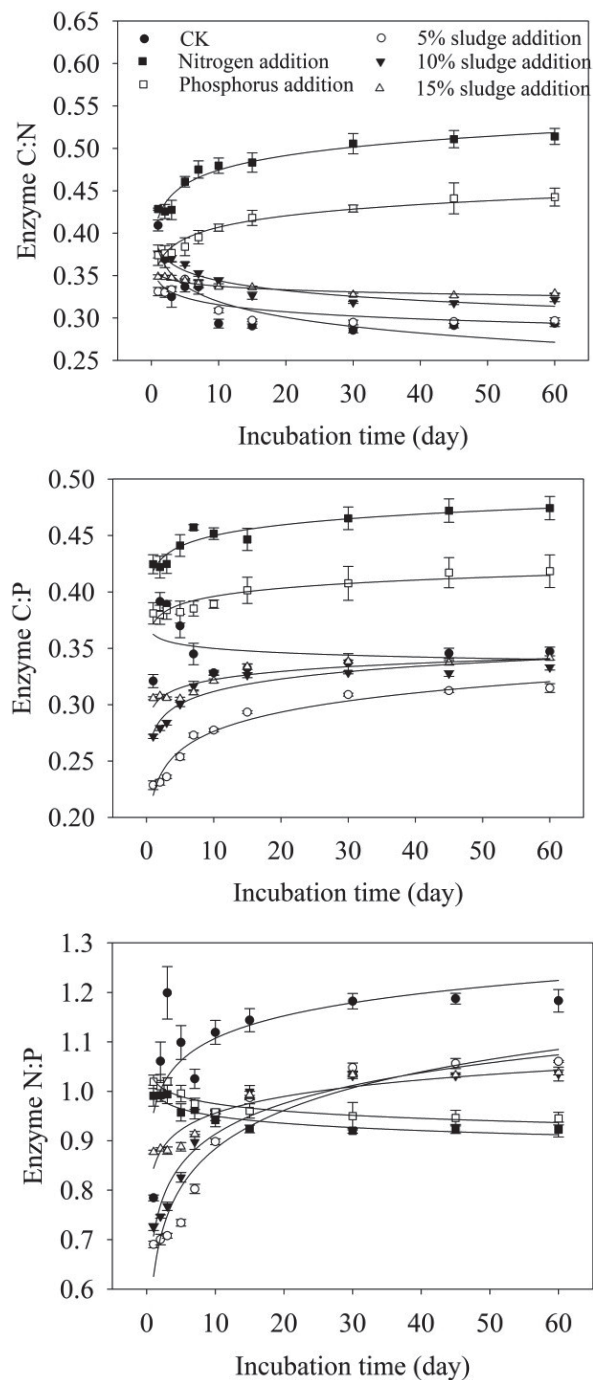 0.65
0.60
0.55
0.50
0.45
0.40
0.35
0.30
0.25
Enzyme C:N
CK
Nitrogen addition
Phosphorus addition
5% sludge addition
10% sludge addition
15% sludge addition
0 10 20 30 40 50 60
Incubation time (day)
0.50
0.45
0.40
0.35
0.30
0.25
0.20
Enzyme C:P
0 10 20 30 40 50 60
Incubation time (day)
1.3
1.2
1.1
1.0
0.9
0.8
0.7
0.6
Enzyme N:P
0 10 20 30 40 50 60
Incubation time (day)